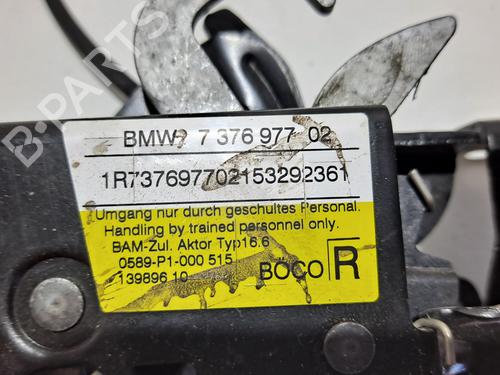 B-PARTS
BMW 7 376 977 02
1R737697702153292361
Umgang nur durch geschultes Personal.
Handling by trained personnel only.
BAM-Zul. Aktor Typ16.6
0589-P1-000 515
139896 10
BOCO R